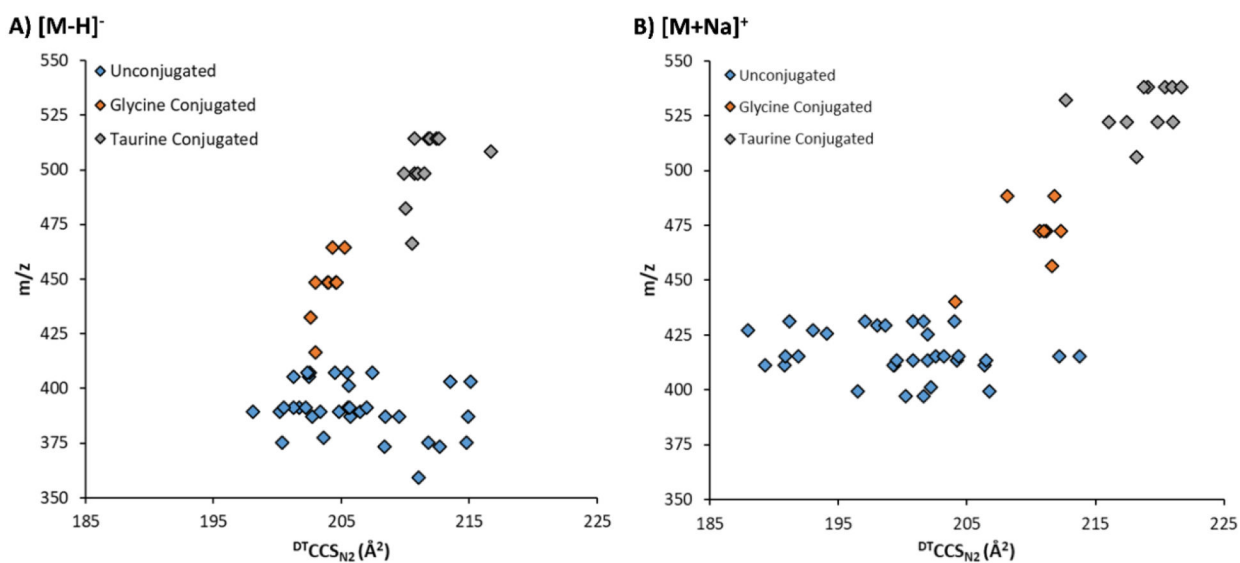 A) [M-H]⁻
550
525
500
475
450
425
400
375
350
m/z
Unconjugated
Glycine Conjugated
Taurine Conjugated
185 195 205 215 225
ᴰᵀCCS_N2 (Å²)
B) [M+Na]⁺
550
525
500
475
450
425
400
375
350
m/z
Unconjugated
Glycine Conjugated
Taurine Conjugated
185 195 205 215 225
ᴰᵀCCS_N2 (Å²)